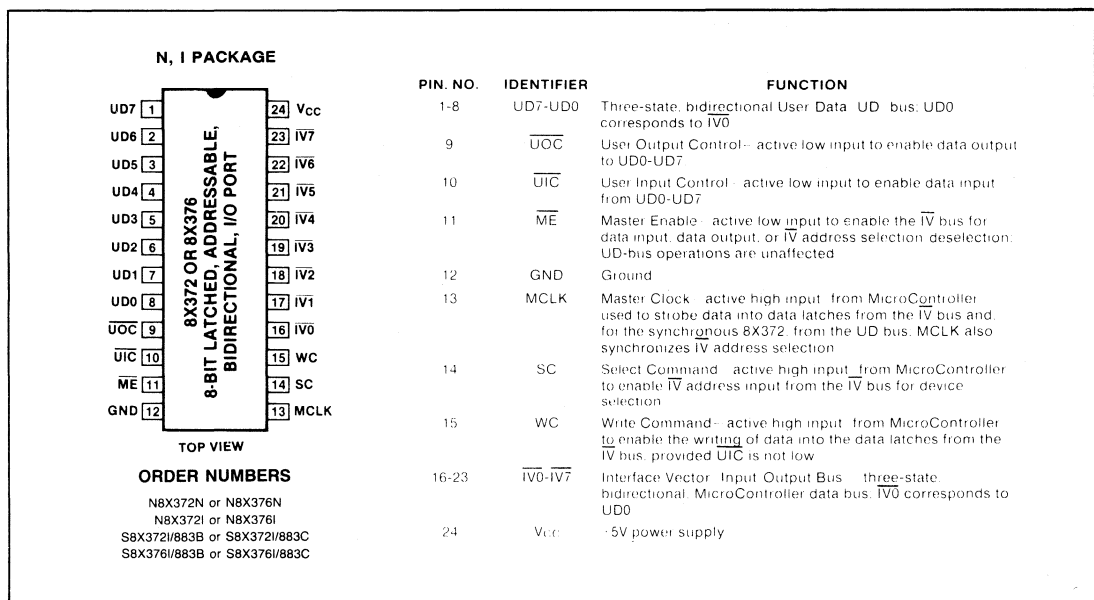 N, I PACKAGE
UD7 1
UD6 2
UD5 3
UD4 4
UD3 5
UD2 6
UD1 7
UD0 8
UOC 9
UIC 10
ME 11
GND 12
8X372 OR 8X376
8-BIT LATCHED, ADDRESSABLE,
BIDIRECTIONAL, I/O PORT
24 VCC
23 IV7
22 IV6
21 IV5
20 IV4
19 IV3
18 IV2
17 IV1
16 IV0
15 WC
14 SC
13 MCLK
TOP VIEW
ORDER NUMBERS
N8X372N or N8X376N
N8X372I or N8X376I
S8X372I/883B or S8X372I/883C
S8X376I/883B or S8X376I/883C
PIN. NO. IDENTIFIER FUNCTION
1-8 UD7-UD0 Three-state, bidirectional User Data UD bus; UD0
corresponds to IV0
9 UOC User Output Control - active low input to enable data output
to UD0-UD7
10 UIC User Input Control - active low input to enable data input
from UD0-UD7
11 ME Master Enable - active low input to enable the IV bus for
data input, data output, or IV address selection deselection;
UD-bus operations are unaffected
12 GND Ground
13 MCLK Master Clock active high input from MicroController
used to strobe data into data latches from the IV bus and,
for the synchronous 8X372, from the UD bus. MCLK also
synchronizes IV address selection
14 SC Select Command active high input from MicroController
to enable IV address input from the IV bus for device
selection
15 WC Write Command - active high input from MicroController
to enable the writing of data into the data latches from the
IV bus, provided UIC is not low
16-23 IV0-IV7 Interface Vector Input Output Bus three-state,
bidirectional, MicroController data bus. IV0 corresponds to
UD0
24 VCC 5V power supply